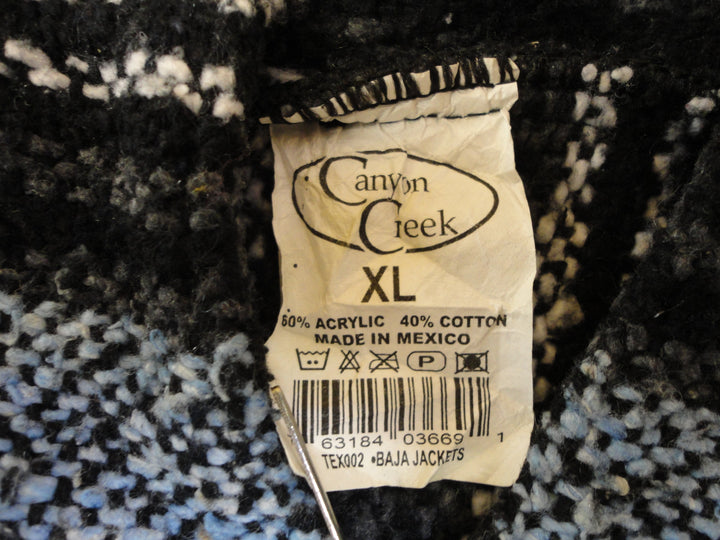 Canyon
Creek
XL
60% ACRYLIC 40% COTTON
MADE IN MEXICO
P
63184 03669 1
TEX002 •BAJA JACKETS